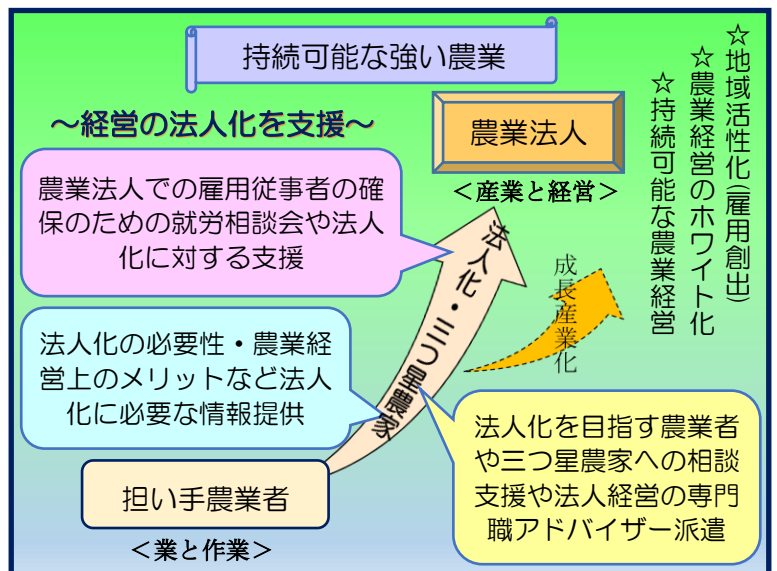 持続可能な強い農業
～経営の法人化を支援～
農業法人
＜産業と経営＞
☆地域活性化(雇用創出)
☆農業経営のホワイト化
☆持続可能な農業経営
農業法人での雇用従事者の確
保のための就労相談会や法人
化に対する支援
法人化・三つ星農家
成長産業化
法人化の必要性・農業経
営上のメリットなど法人
化に必要な情報提供
法人化を目指す農業者
や三つ星農家への相談
支援や法人経営の専門
職アドバイザー派遣
担い手農業者
＜業と作業＞